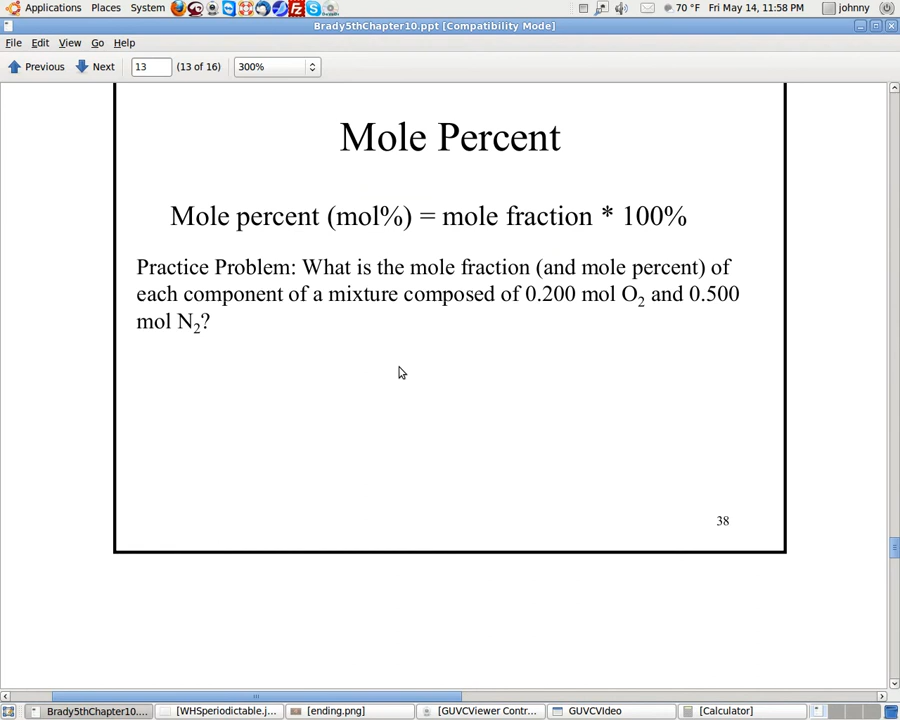 Applications Places System 70 °F Fri May 14, 11:58 PM johnny
Brady5thChapter10.ppt [Compatibility Mode]
File Edit View Go Help
Previous Next 13 (13 of 16) 300%
Mole Percent
Mole percent (mol%) = mole fraction * 100%
Practice Problem: What is the mole fraction (and mole percent) of
each component of a mixture composed of 0.200 mol O₂ and 0.500
mol N₂?
38
Brady5thChapter10.... [WHSperiodictable.j... [ending.png] [GUVCViewer Contr... GUVCVIdeo [Calculator]